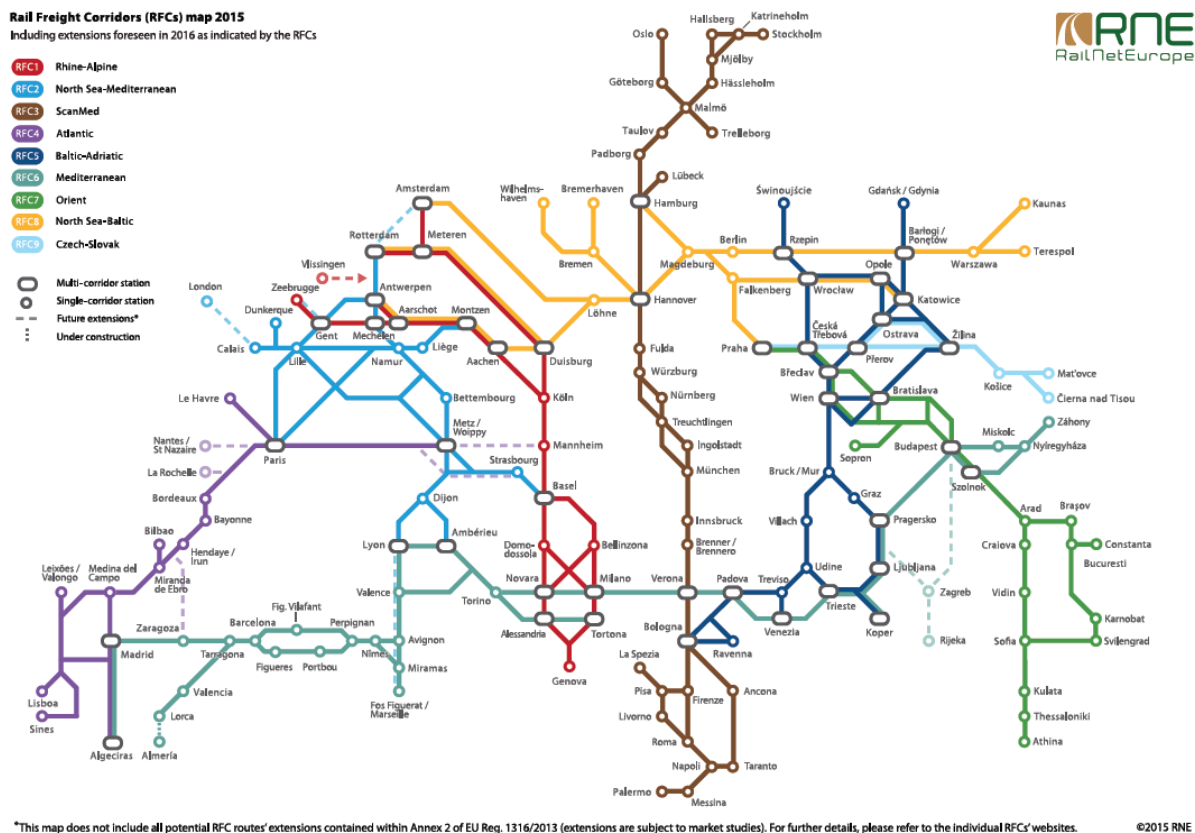 Rail Freight Corridors (RFCs) map 2015
Including extensions foreseen in 2016 as indicated by the RFCs
RFC1 Rhine-Alpine
RFC2 North Sea-Mediterranean
RFC3 ScanMed
RFC4 Atlantic
RFC5 Baltic-Adriatic
RFC6 Mediterranean
RFC7 Orient
RFC8 North Sea-Baltic
RFC9 Czech-Slovak
Multi-corridor station
Single-corridor station
Future extensions*
Under construction
RNE
RailNetEurope
Oslo
Hallsberg
Katrineholm
Stockholm
Mjölby
Göteborg
Hässleholm
Malmö
Taulov
Trelleborg
Padborg
Lübeck
Hamburg
Amsterdam
Wilhelms-
haven
Bremerhaven
Świnoujście
Gdańsk / Gdynia
Kaunas
Rotterdam
Meteren
Bremen
Magdeburg
Berlin
Rzepin
Barłogi /
Ponętów
Warszawa
Terespol
Vlissingen
London
Zeebrugge
Antwerpen
Dunkerque
Aarschot
Montzen
Löhne
Hannover
Falkenberg
Wrocław
Opole
Katowice
Gent
Mechelen
Calais
Lille
Namur
Liège
Aachen
Duisburg
Fulda
Praha
Česká
Třebová
Ostrava
Přerov
Žilina
Würzburg
Břeclav
Košice
Mat'ovce
Čierna nad Tisou
Le Havre
Bettembourg
Köln
Nürnberg
Wien
Bratislava
Treuchtlingen
Nantes /
St Nazaire
Paris
Metz /
Woippy
Mannheim
Ingolstadt
Sopron
Budapest
Miskolc
Záhony
Nyíregyháza
La Rochelle
Strasbourg
München
Bruck / Mur
Szolnok
Bordeaux
Dijon
Basel
Graz
Bayonne
Innsbruck
Villach
Pragersko
Arad
Braşov
Bilbao
Hendaye /
Irun
Lyon
Ambérieu
Domo-
dossola
Bellinzona
Brenner /
Brennero
Craiova
Constanta
Bucuresti
Leixões /
Valongo
Medina del
Campo
Miranda
de Ebro
Valence
Torino
Novara
Milano
Verona
Padova
Treviso
Udine
Trieste
Ljubljana
Zagreb
Vidin
Zaragoza
Barcelona
Fig. Vilafant
Perpignan
Alessandria
Tortona
Bologna
Venezia
Koper
Karnobat
Madrid
Tarragona
Figueres
Portbou
Nîmes
Avignon
Ravenna
Rijeka
Sofia
Svilengrad
Miramas
Genova
La Spezia
Lisboa
Valencia
Fos Figuerat /
Marseille
Pisa
Firenze
Ancona
Kulata
Sines
Lorca
Livorno
Thessaloniki
Algeciras
Almería
Roma
Athina
Napoli
Taranto
Palermo
Messina
*This map does not include all potential RFC routes' extensions contained within Annex 2 of EU Reg. 1316/2013 (extensions are subject to market studies). For further details, please refer to the individual RFCs' websites.
©2015 RNE